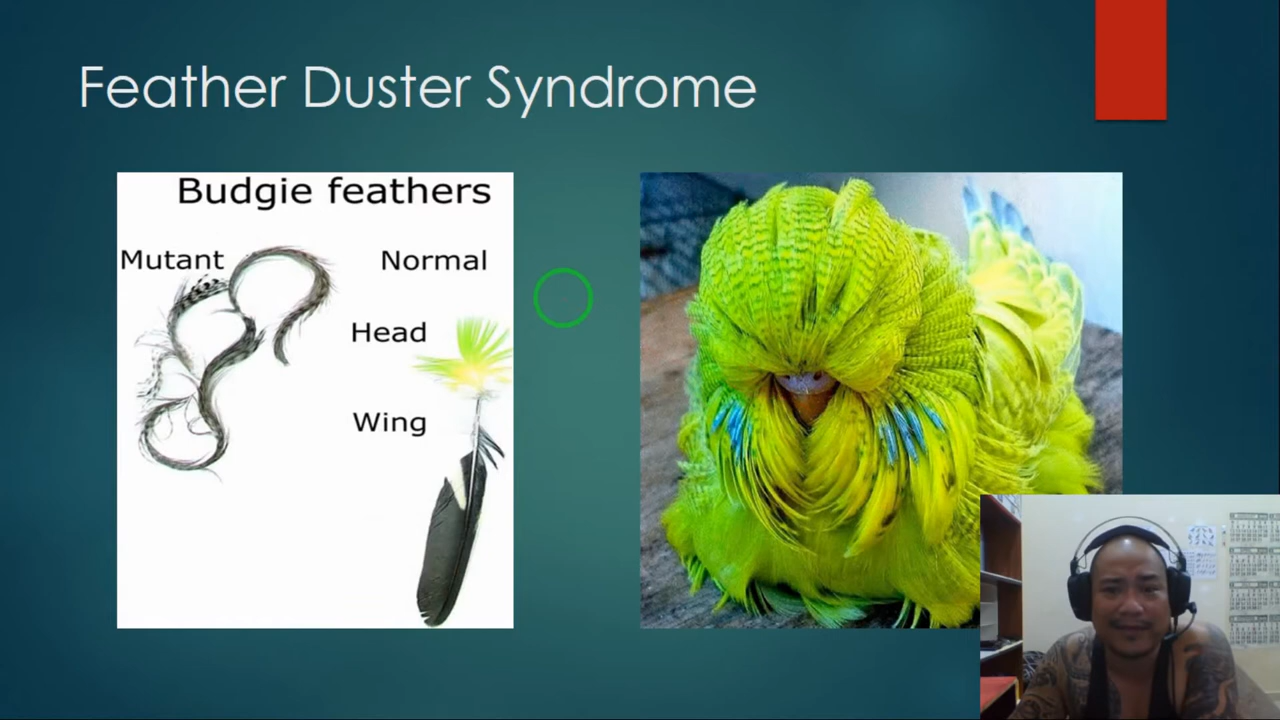 Feather Duster Syndrome
Budgie feathers
Mutant
Normal
Head
Wing